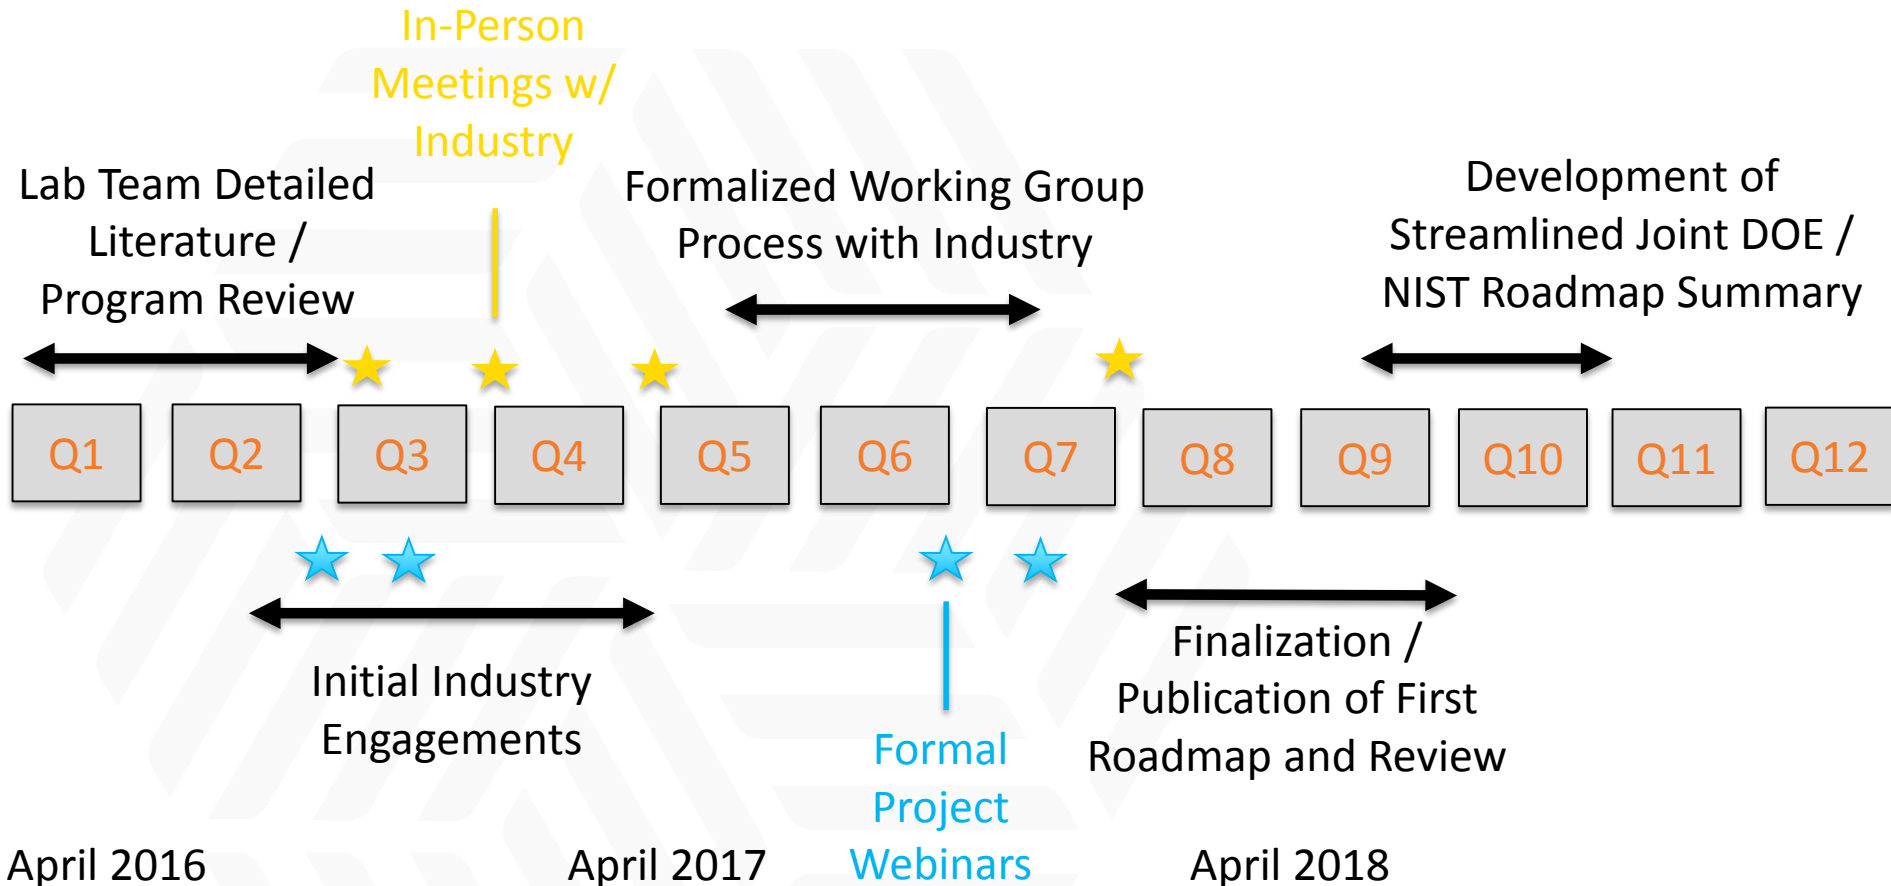 In-Person
Meetings w/
Industry
Lab Team Detailed
Literature /
Program Review
Formalized Working Group
Process with Industry
Development of
Streamlined Joint DOE /
NIST Roadmap Summary
Q1
Q2
Q3
Q4
Q5
Q6
Q7
Q8
Q9
Q10
Q11
Q12
Initial Industry
Engagements
Formal
Project
Webinars
Finalization /
Publication of First
Roadmap and Review
April 2016
April 2017
April 2018